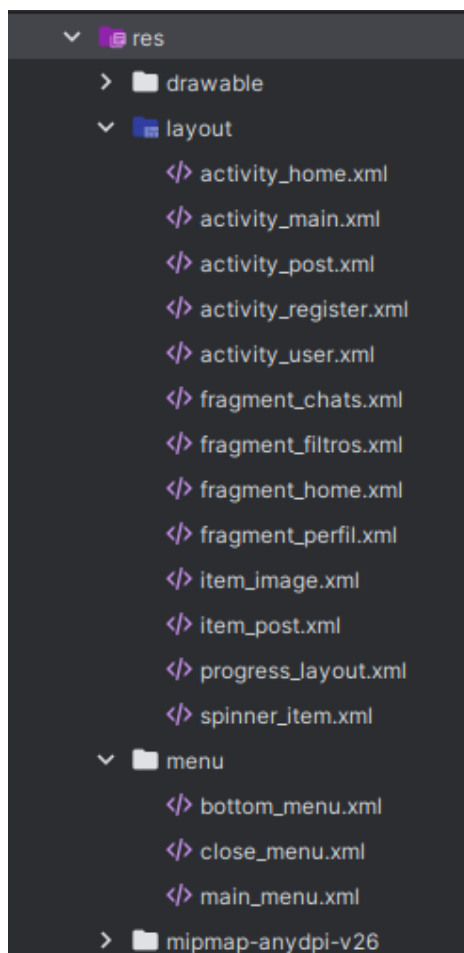 res
drawable
layout
activity_home.xml
activity_main.xml
activity_post.xml
activity_register.xml
activity_user.xml
fragment_chats.xml
fragment_filtros.xml
fragment_home.xml
fragment_perfil.xml
item_image.xml
item_post.xml
progress_layout.xml
spinner_item.xml
menu
bottom_menu.xml
close_menu.xml
main_menu.xml
mipmap-anydpi-v26